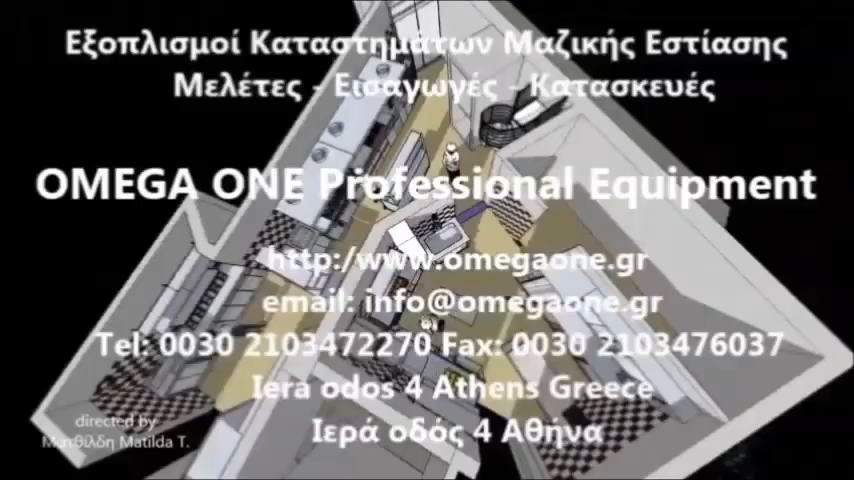 Εξοπλισμοί Καταστημάτων Μαζικής Εστίασης
Μελέτες - Εισαγωγές - Κατασκευές
OMEGA ONE Professional Equipment
http:/www.omegaone.gr
email: info@omegaone.gr
Tel: 0030 2103472270 Fax: 0030 2103476037
Iera odos 4 Athens Greece
Ιερά οδός 4 Αθήνα
directed by
Ματθίλδη Matilda T.